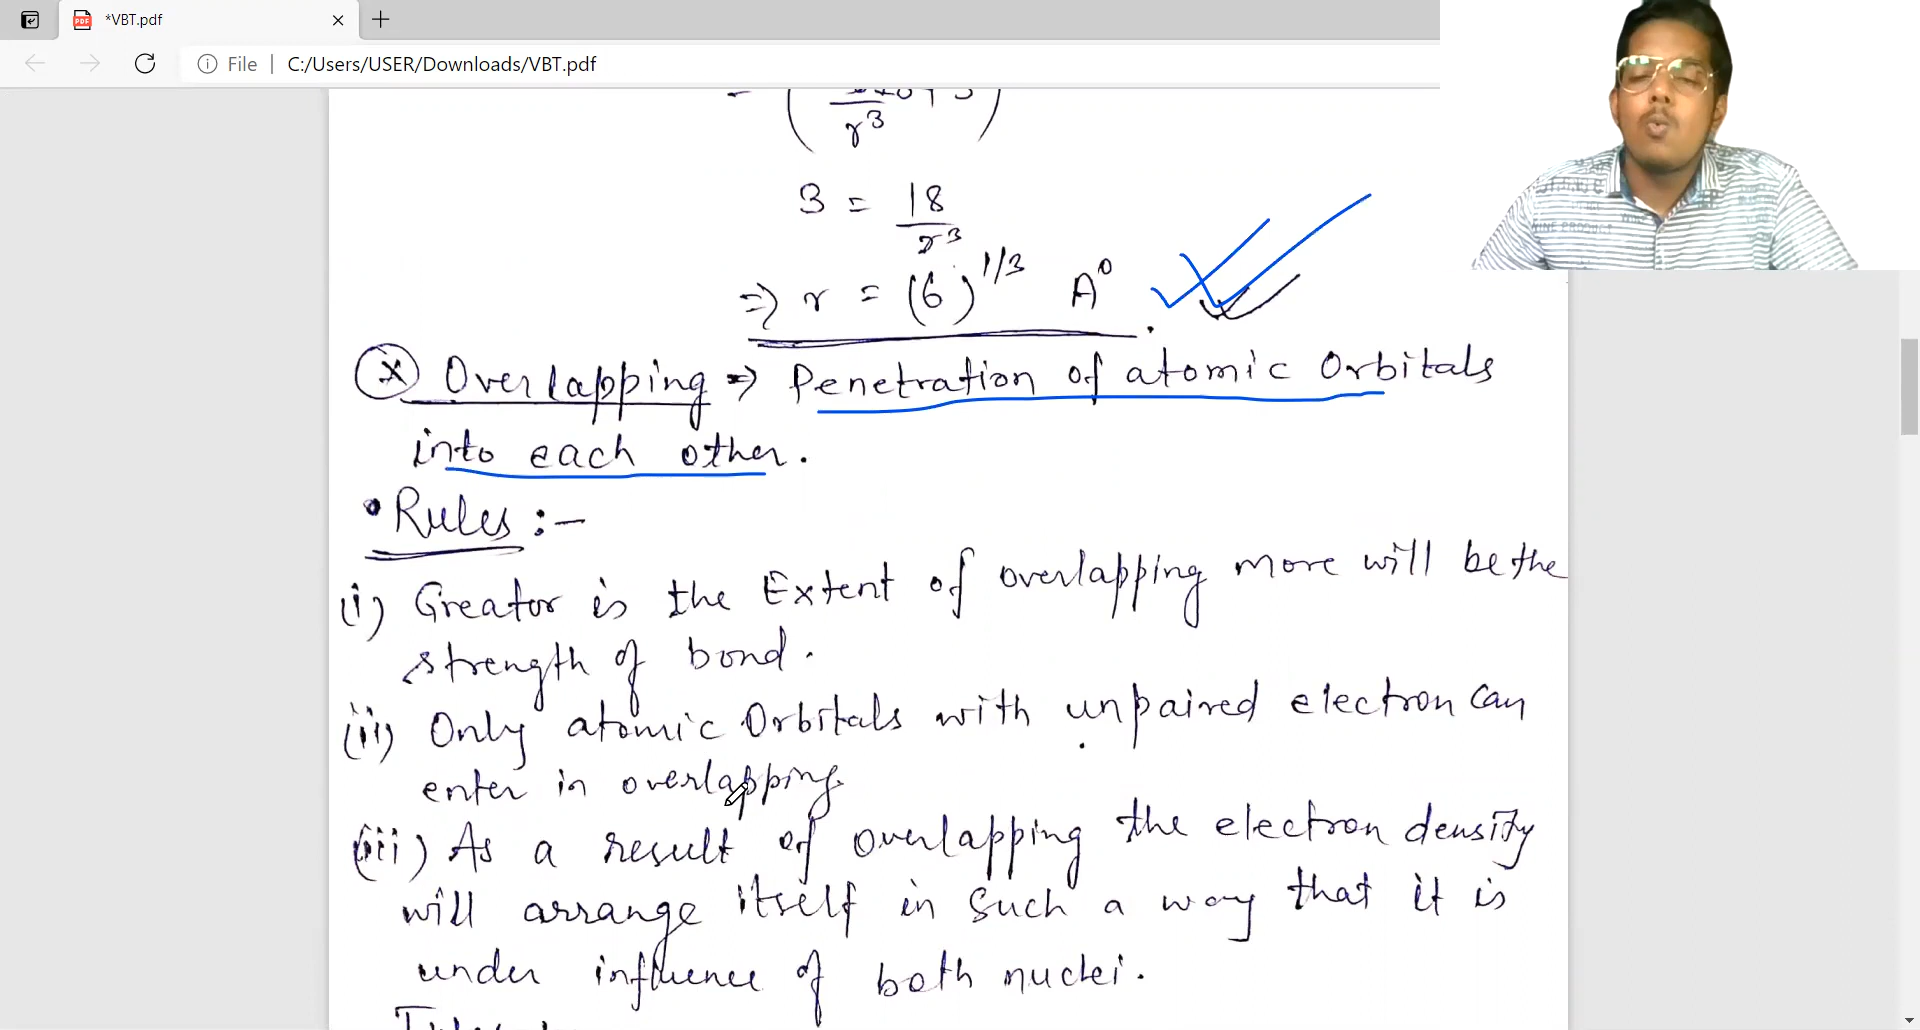 *VBT.pdf
File | C:/Users/USER/Downloads/VBT.pdf
= ( / r³ )
3 = 18 / r³
=> r = (6)^1/3 A⁰
(x) Overlapping => Penetration of atomic Orbitals
into each other.
• Rules :-
(i) Greator is the Extent of overlapping more will be the
strength of bond.
(ii) Only atomic Orbitals with unpaired electron can
enter in overlapping
(iii) As a result of overlapping the electron density
will arrange itself in such a way that it is
under influence of both nuclei.